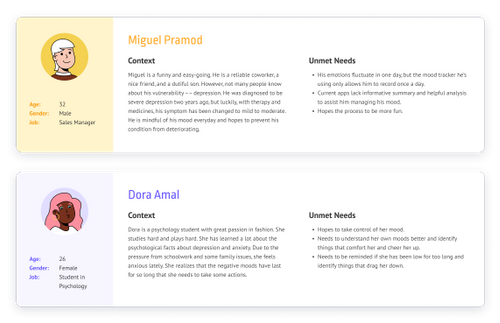 Miguel Pramod
Context
Miguel is a funny and easy-going. He is a reliable coworker, a
nice friend, and a dutiful son. However, not many people know
about his vulnerability -- depression. He was diagnosed to be
severe depression two years ago, but luckily, with therapy and
medicines, his symptom has been changed to mild to moderate.
He is mindful of his mood everyday and hopes to prevent his
condition from deteriorating.
Unmet Needs
• His emotions fluctuate in one day, but the mood tracker he's
using only allows him to record once a day.
• Current apps lack informative summary and helpful analysis
to assist him managing his mood.
• Hopes the process to be more fun.
Age: 32
Gender: Male
Job: Sales Manager
Dora Amal
Context
Dora is a psychology student with great passion in fashion. She
studies hard and plays hard. She has learned a lot about the
psychological facts about depression and anxiety. Due to the
pressure from schoolwork and some family issues, she feels
anxious lately. She realizes that the negative moods have last
for so long that she needs to take some actions.
Unmet Needs
• Hopes to take control of her mood.
• Needs to understand her own moods better and identify
things that comfort her and cheer her up.
• Needs to be reminded if she has been low for too long and
identify things that drag her down.
Age: 26
Gender: Female
Job: Student in
Psychology